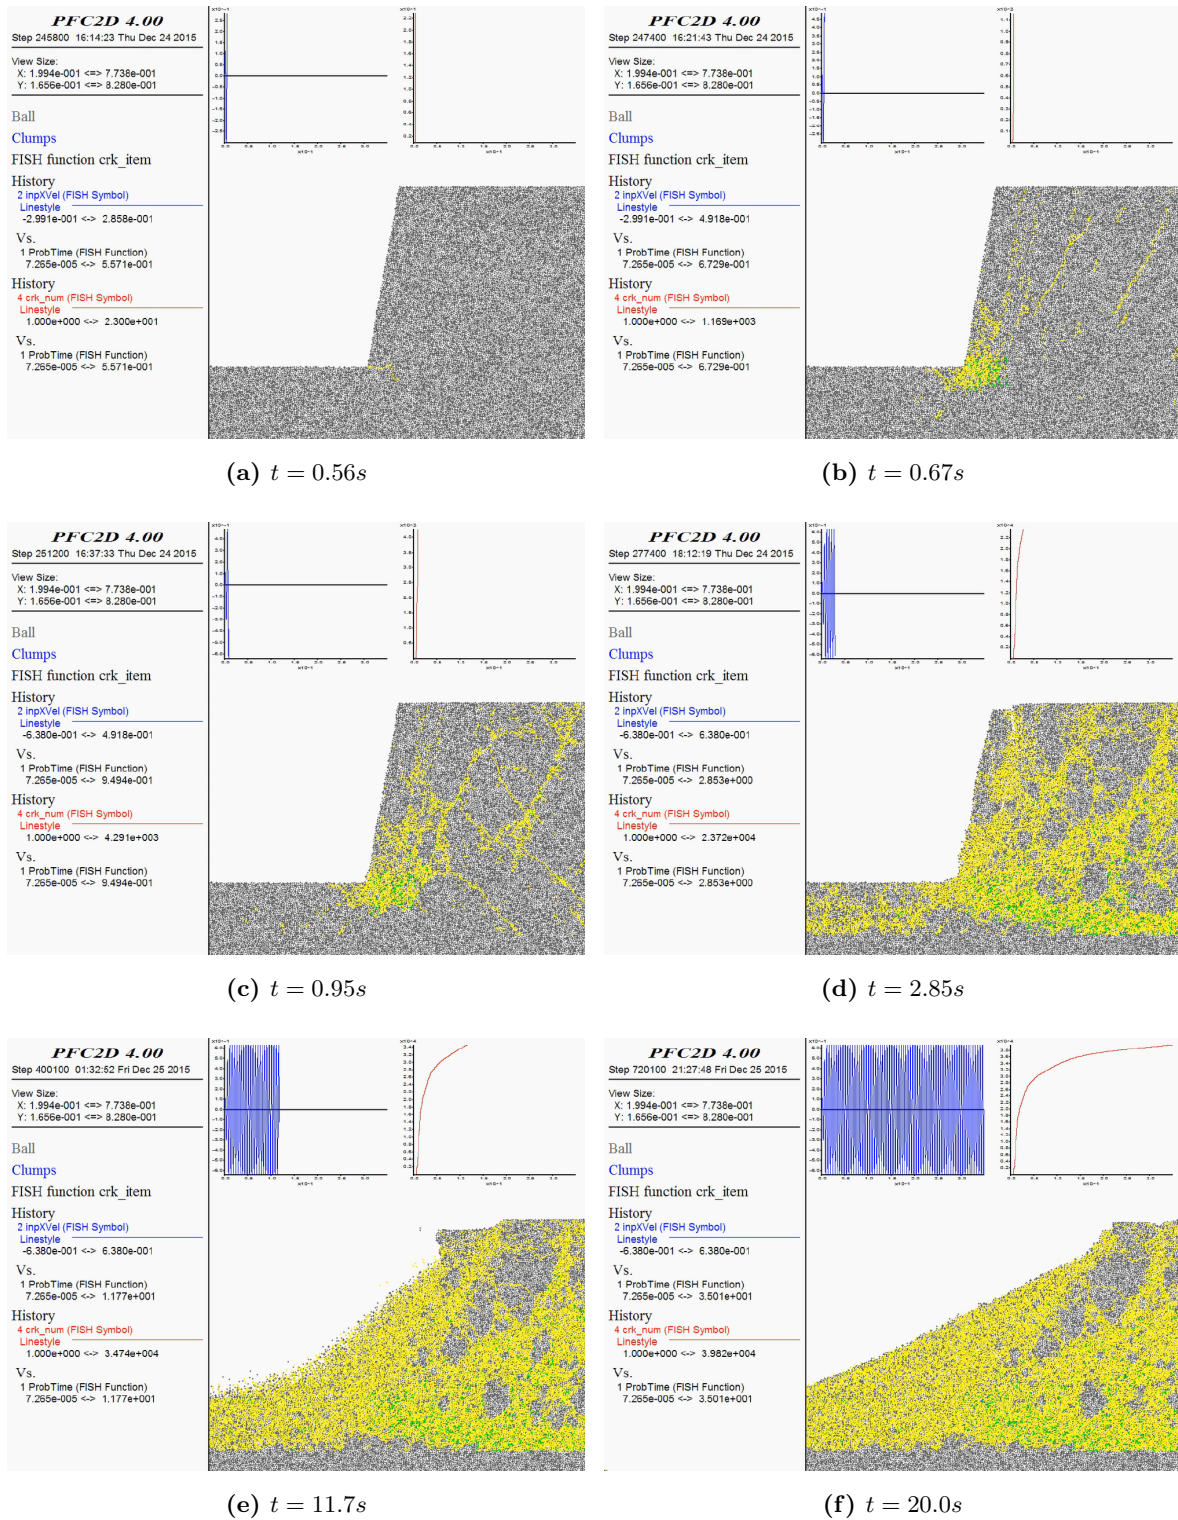 PFC2D 4.00
Step 245800 16:14:23 Thu Dec 24 2015
View Size:
X: 1.994e-001 <=> 7.738e-001
Y: 1.656e-001 <=> 8.280e-001
Ball
Clumps
FISH function crk_item
History
2 inpXVel (FISH Symbol)
Linestyle
-2.991e-001 <-> 2.858e-001
Vs.
1 ProbTime (FISH Function)
7.265e-005 <-> 5.571e-001
History
4 crk_num (FISH Symbol)
Linestyle
1.000e+000 <-> 2.300e+001
Vs.
1 ProbTime (FISH Function)
7.265e-005 <-> 5.571e-001
(a) t = 0.56s
PFC2D 4.00
Step 247400 16:21:43 Thu Dec 24 2015
View Size:
X: 1.994e-001 <=> 7.738e-001
Y: 1.656e-001 <=> 8.280e-001
Ball
Clumps
FISH function crk_item
History
2 inpXVel (FISH Symbol)
Linestyle
-2.991e-001 <-> 4.918e-001
Vs.
1 ProbTime (FISH Function)
7.265e-005 <-> 6.729e-001
History
4 crk_num (FISH Symbol)
Linestyle
1.000e+000 <-> 1.169e+003
Vs.
1 ProbTime (FISH Function)
7.265e-005 <-> 6.729e-001
(b) t = 0.67s
PFC2D 4.00
Step 251200 16:37:33 Thu Dec 24 2015
View Size:
X: 1.994e-001 <=> 7.738e-001
Y: 1.656e-001 <=> 8.280e-001
Ball
Clumps
FISH function crk_item
History
2 inpXVel (FISH Symbol)
Linestyle
-6.380e-001 <-> 4.918e-001
Vs.
1 ProbTime (FISH Function)
7.265e-005 <-> 9.494e-001
History
4 crk_num (FISH Symbol)
Linestyle
1.000e+000 <-> 4.291e+003
Vs.
1 ProbTime (FISH Function)
7.265e-005 <-> 9.494e-001
(c) t = 0.95s
PFC2D 4.00
Step 277400 18:12:19 Thu Dec 24 2015
View Size:
X: 1.994e-001 <=> 7.738e-001
Y: 1.656e-001 <=> 8.280e-001
Ball
Clumps
FISH function crk_item
History
2 inpXVel (FISH Symbol)
Linestyle
-6.380e-001 <-> 6.380e-001
Vs.
1 ProbTime (FISH Function)
7.265e-005 <-> 2.853e+000
History
4 crk_num (FISH Symbol)
Linestyle
1.000e+000 <-> 2.372e+004
Vs.
1 ProbTime (FISH Function)
7.265e-005 <-> 2.853e+000
(d) t = 2.85s
PFC2D 4.00
Step 400100 01:32:52 Fri Dec 25 2015
View Size:
X: 1.994e-001 <=> 7.738e-001
Y: 1.656e-001 <=> 8.280e-001
Ball
Clumps
FISH function crk_item
History
2 inpXVel (FISH Symbol)
Linestyle
-6.380e-001 <-> 6.380e-001
Vs.
1 ProbTime (FISH Function)
7.265e-005 <-> 1.177e+001
History
4 crk_num (FISH Symbol)
Linestyle
1.000e+000 <-> 3.474e+004
Vs.
1 ProbTime (FISH Function)
7.265e-005 <-> 1.177e+001
(e) t = 11.7s
PFC2D 4.00
Step 720100 21:27:48 Fri Dec 25 2015
View Size:
X: 1.994e-001 <=> 7.738e-001
Y: 1.656e-001 <=> 8.280e-001
Ball
Clumps
FISH function crk_item
History
2 inpXVel (FISH Symbol)
Linestyle
-6.380e-001 <-> 6.380e-001
Vs.
1 ProbTime (FISH Function)
7.265e-005 <-> 3.501e+001
History
4 crk_num (FISH Symbol)
Linestyle
1.000e+000 <-> 3.982e+004
Vs.
1 ProbTime (FISH Function)
7.265e-005 <-> 3.501e+001
(f) t = 20.0s